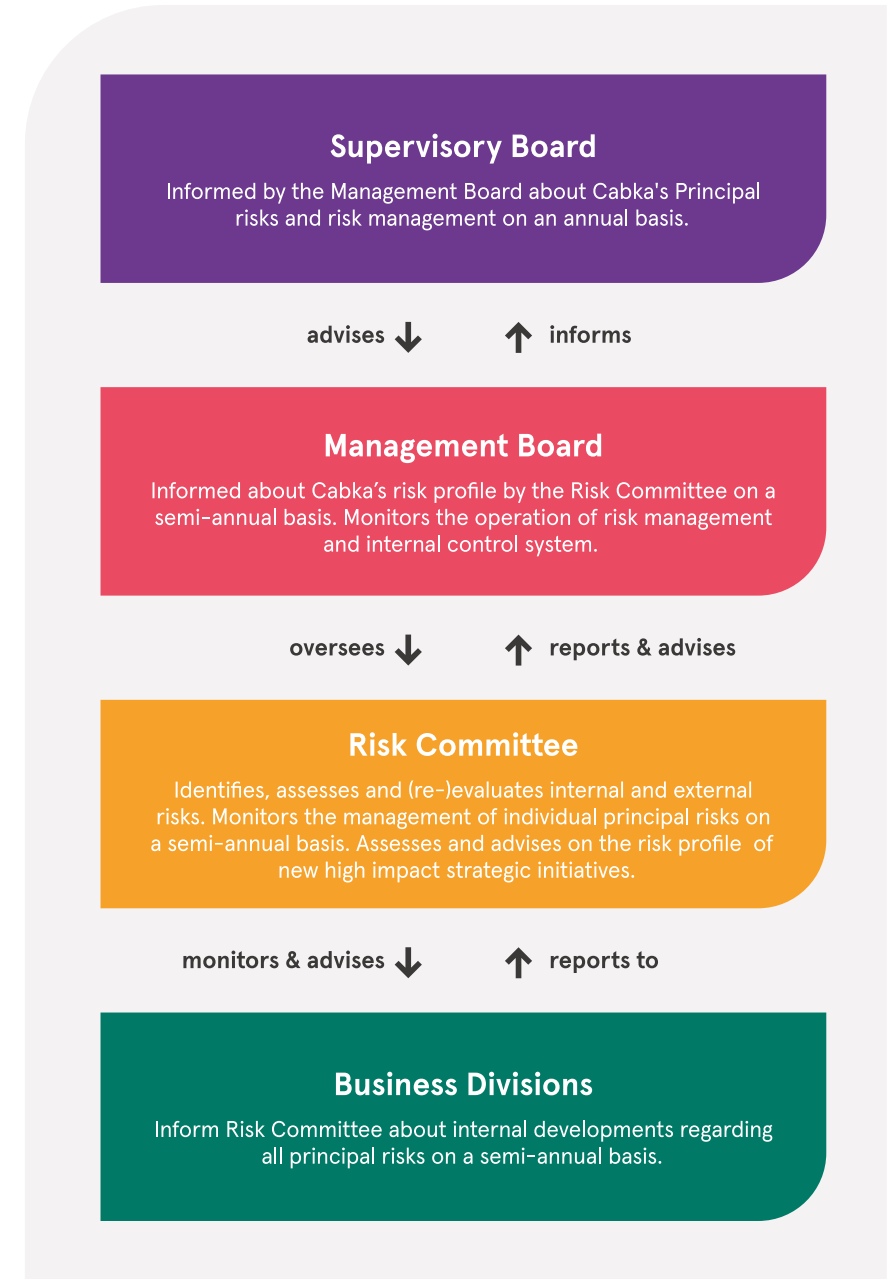 Supervisory Board
Informed by the Management Board about Cabka's Principal
risks and risk management on an annual basis.
advises ↓ ↑ informs
Management Board
Informed about Cabka’s risk profile by the Risk Committee on a
semi-annual basis. Monitors the operation of risk management
and internal control system.
oversees ↓ ↑ reports & advises
Risk Committee
Identifies, assesses and (re-)evaluates internal and external
risks. Monitors the management of individual principal risks on
a semi-annual basis. Assesses and advises on the risk profile of
new high impact strategic initiatives.
monitors & advises ↓ ↑ reports to
Business Divisions
Inform Risk Committee about internal developments regarding
all principal risks on a semi-annual basis.